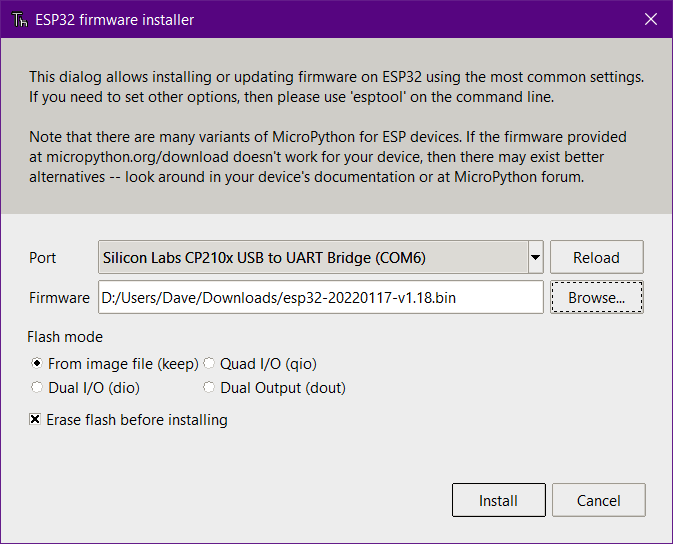 Th ESP32 firmware installer
This dialog allows installing or updating firmware on ESP32 using the most common settings.
If you need to set other options, then please use 'esptool' on the command line.
Note that there are many variants of MicroPython for ESP devices. If the firmware provided
at micropython.org/download doesn't work for your device, then there may exist better
alternatives -- look around in your device's documentation or at MicroPython forum.
Port Silicon Labs CP210x USB to UART Bridge (COM6) Reload
Firmware D:/Users/Dave/Downloads/esp32-20220117-v1.18.bin Browse...
Flash mode
From image file (keep) Quad I/O (qio)
Dual I/O (dio) Dual Output (dout)
Erase flash before installing
Install Cancel